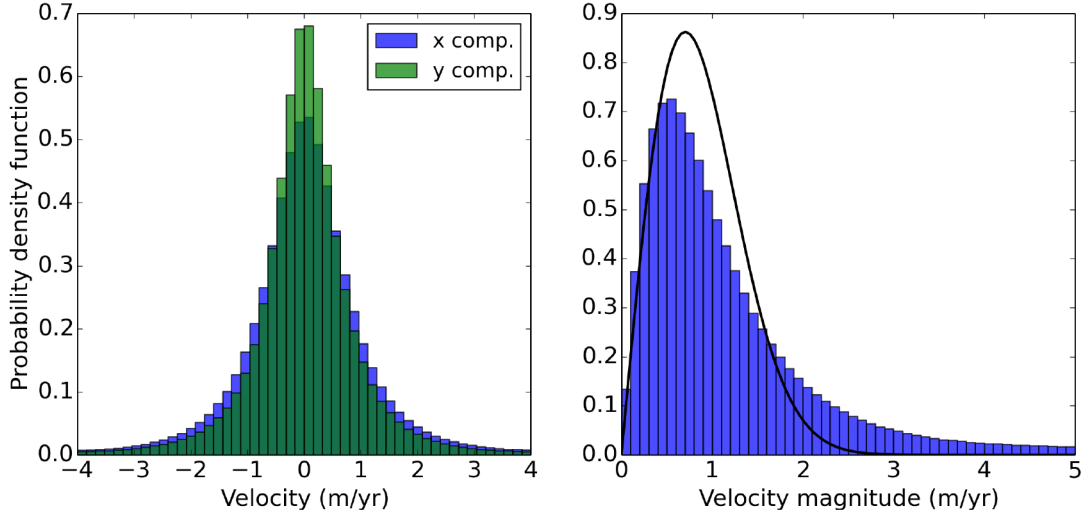 Probability density function
0.7
0.6
0.5
0.4
0.3
0.2
0.1
0.0
x comp.
y comp.
−4 −3 −2 −1 0 1 2 3 4
Velocity (m/yr)
0.9
0.8
0.7
0.6
0.5
0.4
0.3
0.2
0.1
0.0
0 1 2 3 4 5
Velocity magnitude (m/yr)